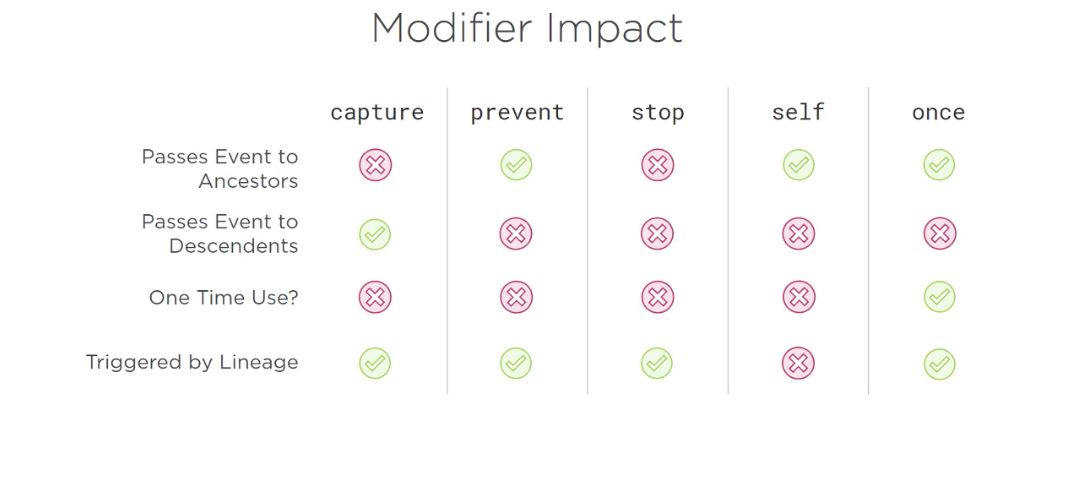 Modifier Impact
capture prevent stop self once
Passes Event to
Ancestors
Passes Event to
Descendents
One Time Use?
Triggered by Lineage